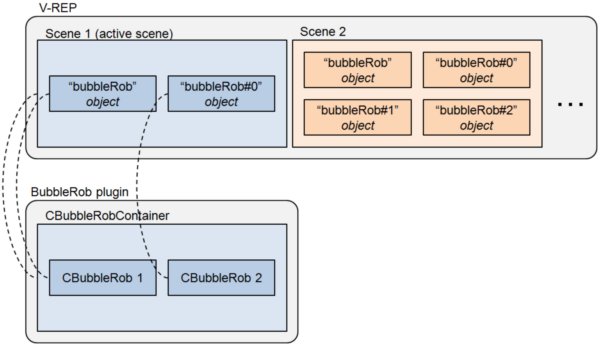 V-REP
Scene 1 (active scene)
Scene 2
“bubbleRob”
object
“bubbleRob#0”
object
“bubbleRob”
object
“bubbleRob#0”
object
“bubbleRob#1”
object
“bubbleRob#2”
object
...
BubbleRob plugin
CBubbleRobContainer
CBubbleRob 1
CBubbleRob 2